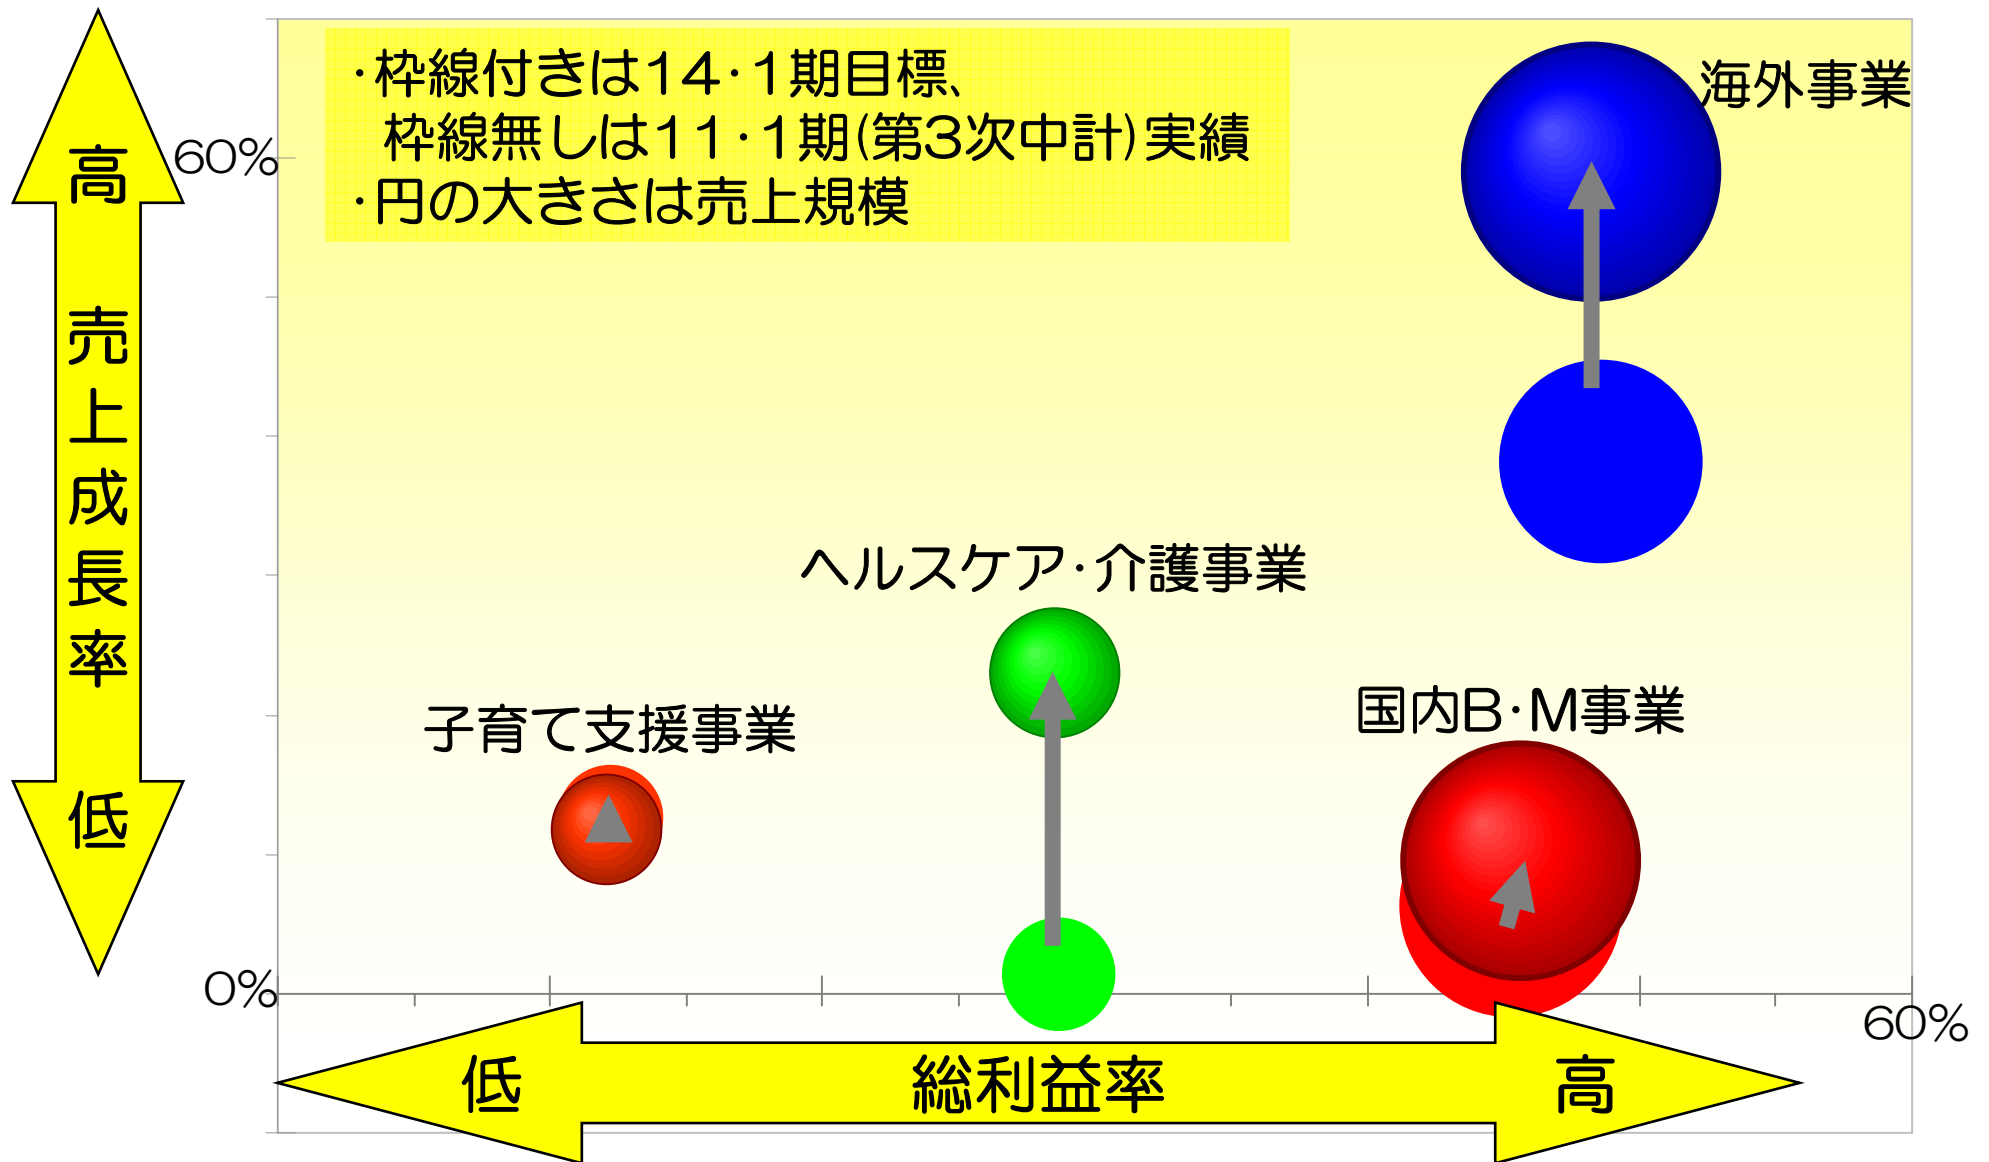 ・枠線付きは14・1期目標、
枠線無しは11・1期(第3次中計)実績
・円の大きさは売上規模
海外事業
60%
高 売上成長率 低
ヘルスケア・介護事業
子育て支援事業
国内B・M事業
0%
60%
低 総利益率 高